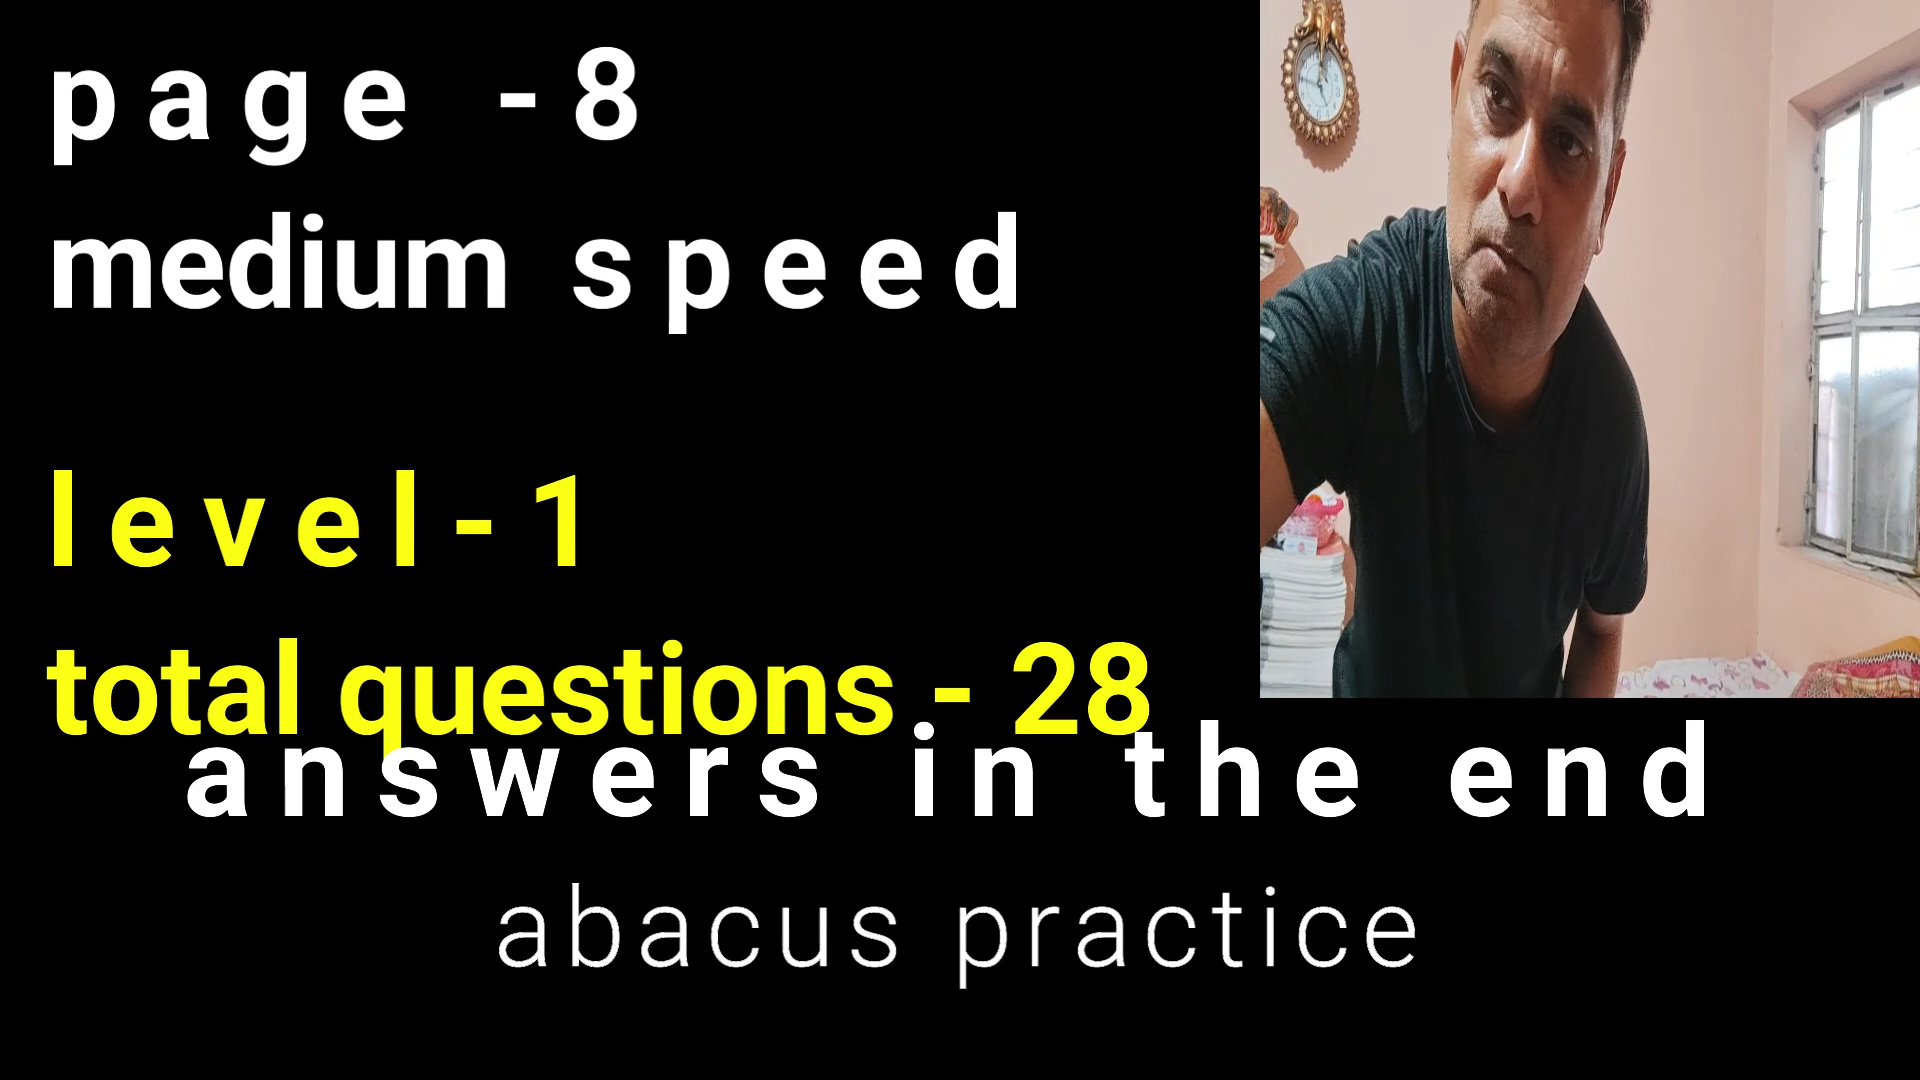 page -8
medium speed
level-1
total questions - 28
answers in the end
abacus practice